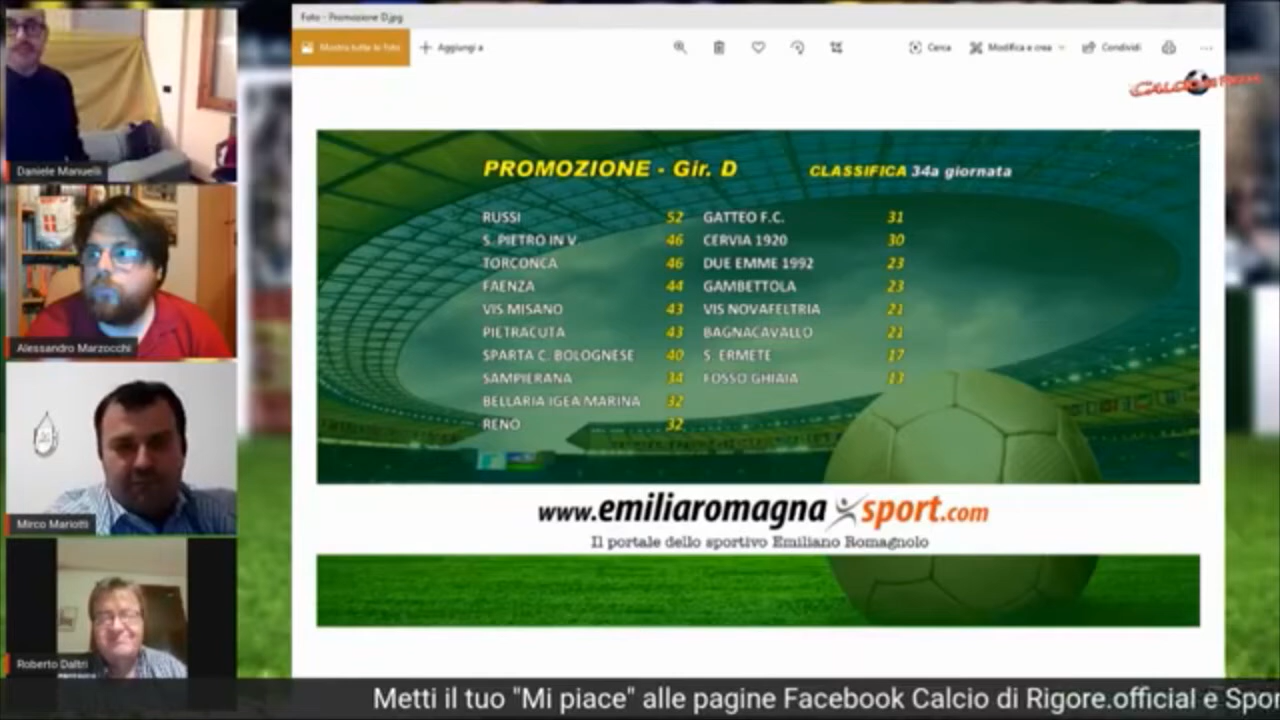 Foto - Promozione D.jpg
Mostra tutte le foto
Aggiungi a
Cerca
Modifica e crea
Condividi
CALCIO DI RIGORE
PROMOZIONE - Gir. D
CLASSIFICA 34a giornata
RUSSI 52 GATTEO F.C. 31
S. PIETRO IN V. 46 CERVIA 1920 30
TORCONCA 46 DUE EMME 1992 23
FAENZA 44 GAMBETTOLA 23
VIS MISANO 43 VIS NOVAFELTRIA 21
PIETRACUTA 43 BAGNACAVALLO 21
SPARTA C. BOLOGNESE 40 S. ERMETE 17
SAMPIERANA 34 FOSSO GHIAIA 13
BELLARIA IGEA MARINA 32
RENO 32
www.emiliaromagnasport.com
Il portale dello sportivo Emiliano Romagnolo
Daniele Manuelli
Alessandro Marzocchi
Mirco Mariotti
Roberto Daltri
Metti il tuo "Mi piace" alle pagine Facebook Calcio di Rigore.official e Spor